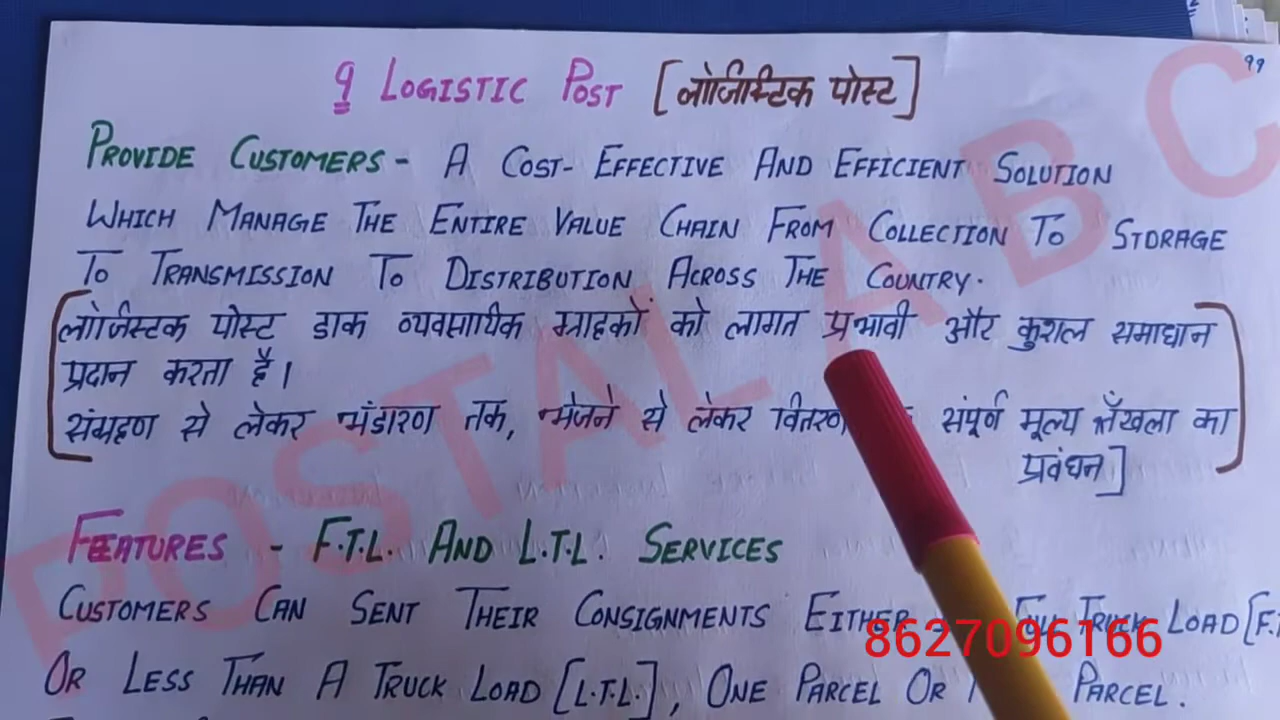 ११
9 LOGISTIC POST [लॉजिस्टिक पोस्ट]
PROVIDE CUSTOMERS - A COST-EFFECTIVE AND EFFICIENT SOLUTION
WHICH MANAGE THE ENTIRE VALUE CHAIN FROM COLLECTION TO STORAGE
TO TRANSMISSION TO DISTRIBUTION ACROSS THE COUNTRY.
[लॉजिस्टिक पोस्ट डाक व्यवसायिक ग्राहकों को लागत प्रभावी और कुशल समाधान
प्रदान करता है।
संग्रहण से लेकर भंडारण तक, भेजने से लेकर वितरण संपूर्ण मूल्य श्रृंखला का
प्रबंधन]
FEATURES - F.T.L. AND L.T.L. SERVICES
CUSTOMERS CAN SENT THEIR CONSIGNMENTS EITHER - TRUCK LOAD [F.
OR LESS THAN A TRUCK LOAD [L.T.L.], ONE PARCEL OR PARCEL.
8627096166
POSTAL ABC